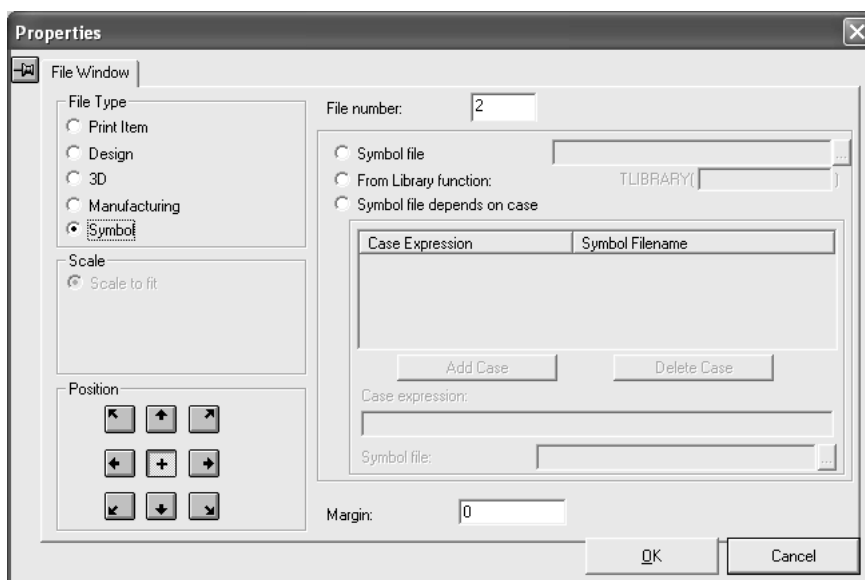 Properties
File Window
File Type
Print Item
Design
3D
Manufacturing
Symbol
Scale
Scale to fit
Position
File number: 2
Symbol file ...
From Library function: TLIBRARY( )
Symbol file depends on case
Case Expression Symbol Filename
Add Case Delete Case
Case expression:
Symbol file: ...
Margin: 0
OK Cancel